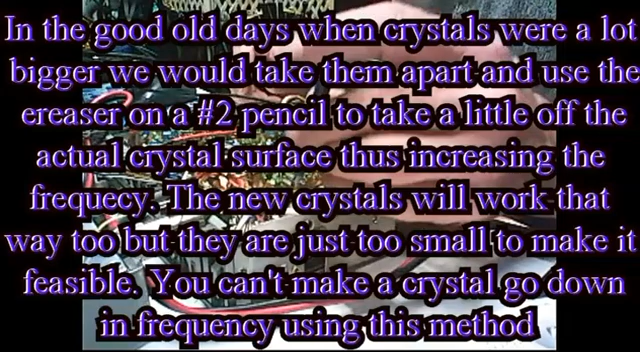 In the good old days when crystals were a lot
bigger we would take them apart and use the
ereaser on a #2 pencil to take a little off the
actual crystal surface thus increasing the
frequecy. The new crystals will work that
way too but they are just too small to make it
feasible. You can't make a crystal go down
in frequency using this method